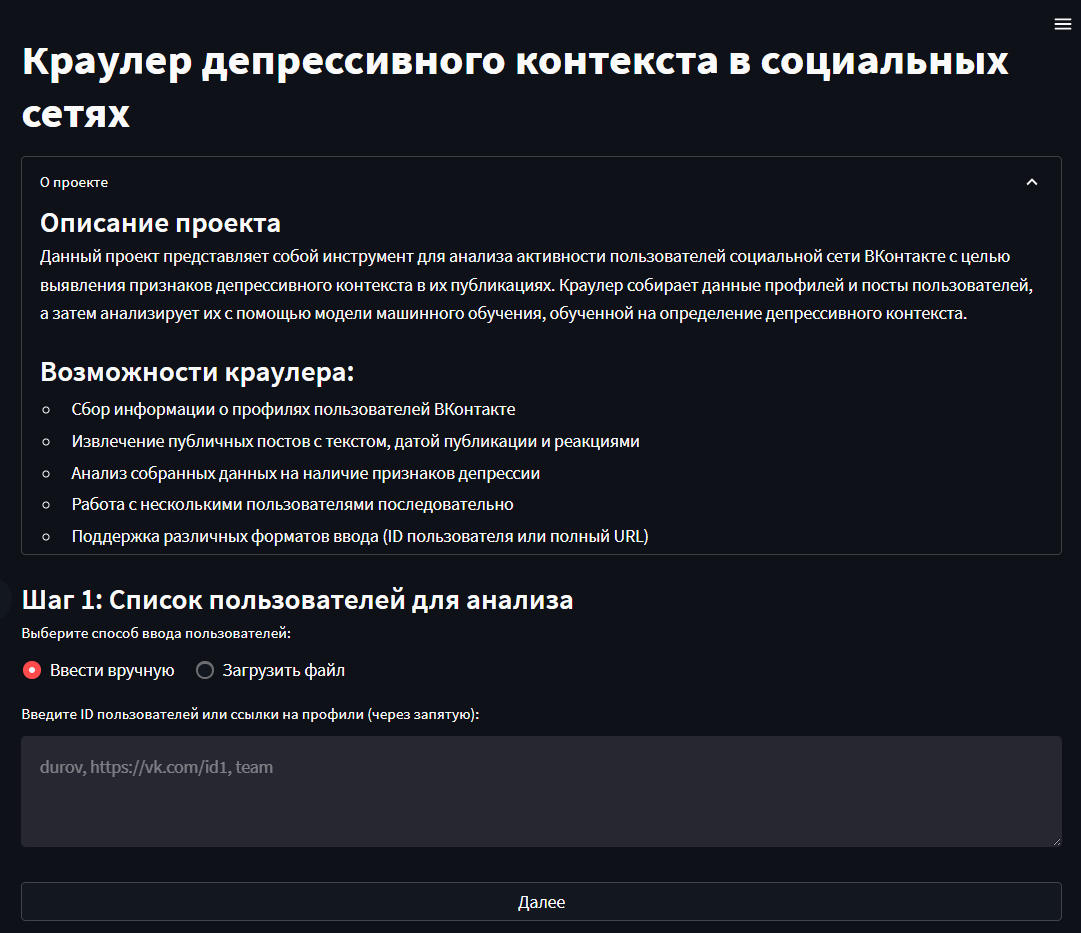 Краулер депрессивного контекста в социальных
сетях
О проекте
Описание проекта
Данный проект представляет собой инструмент для анализа активности пользователей социальной сети ВКонтакте с целью
выявления признаков депрессивного контекста в их публикациях. Краулер собирает данные профилей и посты пользователей,
а затем анализирует их с помощью модели машинного обучения, обученной на определение депрессивного контекста.
Возможности краулера:
Сбор информации о профилях пользователей ВКонтакте
Извлечение публичных постов с текстом, датой публикации и реакциями
Анализ собранных данных на наличие признаков депрессии
Работа с несколькими пользователями последовательно
Поддержка различных форматов ввода (ID пользователя или полный URL)
Шаг 1: Список пользователей для анализа
Выберите способ ввода пользователей:
Ввести вручную Загрузить файл
Введите ID пользователей или ссылки на профили (через запятую):
durov, https://vk.com/id1, team
Далее